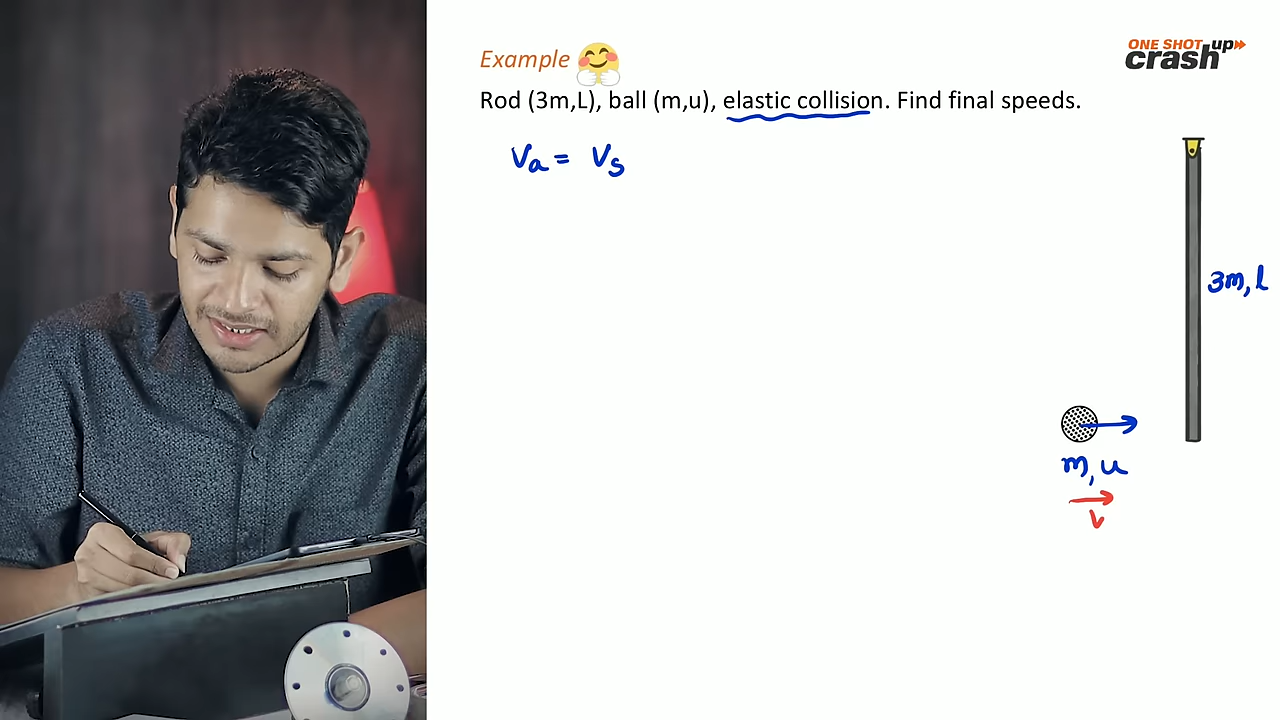 Example
ONE SHOT
crash up
Rod (3m,L), ball (m,u), elastic collision. Find final speeds.
Va = Vs
3m, l
m, u
v